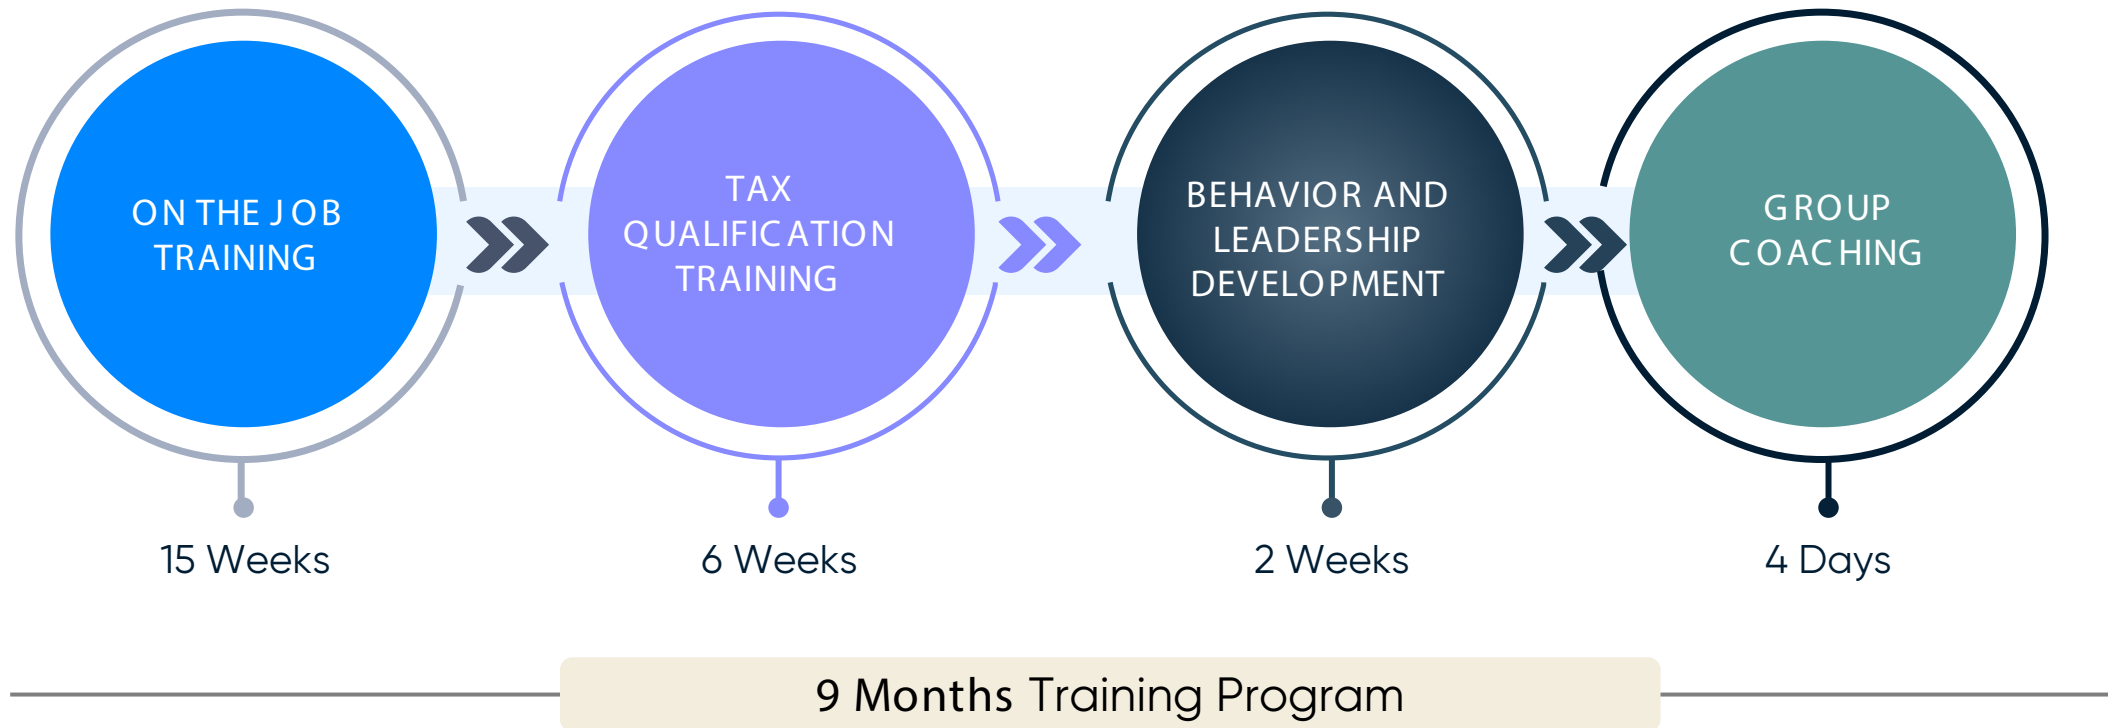 ON THE JOB
TRAINING
TAX
QUALIFICATION
TRAINING
BEHAVIOR AND
LEADERSHIP
DEVELOPMENT
GROUP
COACHING
15 Weeks
6 Weeks
2 Weeks
4 Days
9 Months Training Program